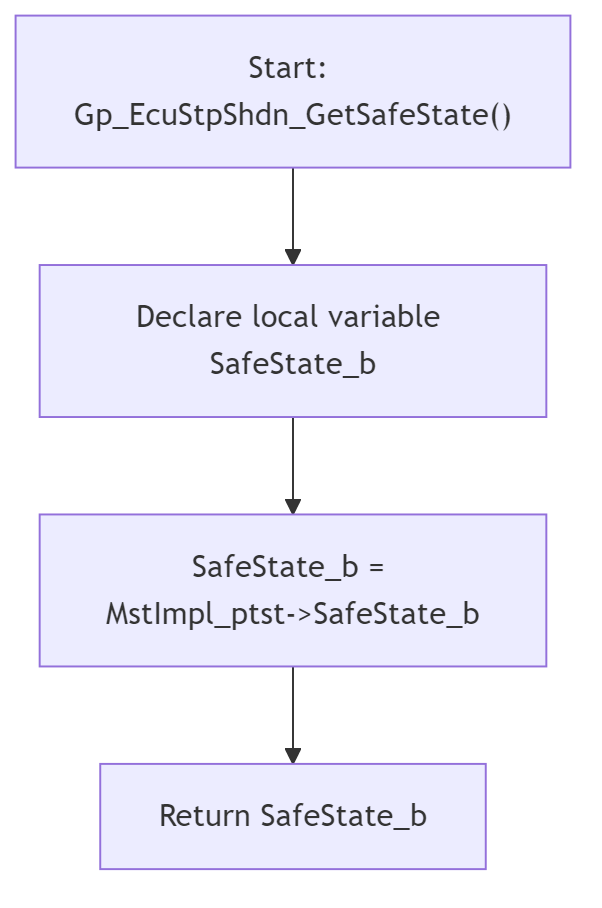 Start:
Gp_EcuStpShdn_GetSafeState()
Declare local variable
SafeState_b
SafeState_b =
MstImpl_ptst->SafeState_b
Return SafeState_b